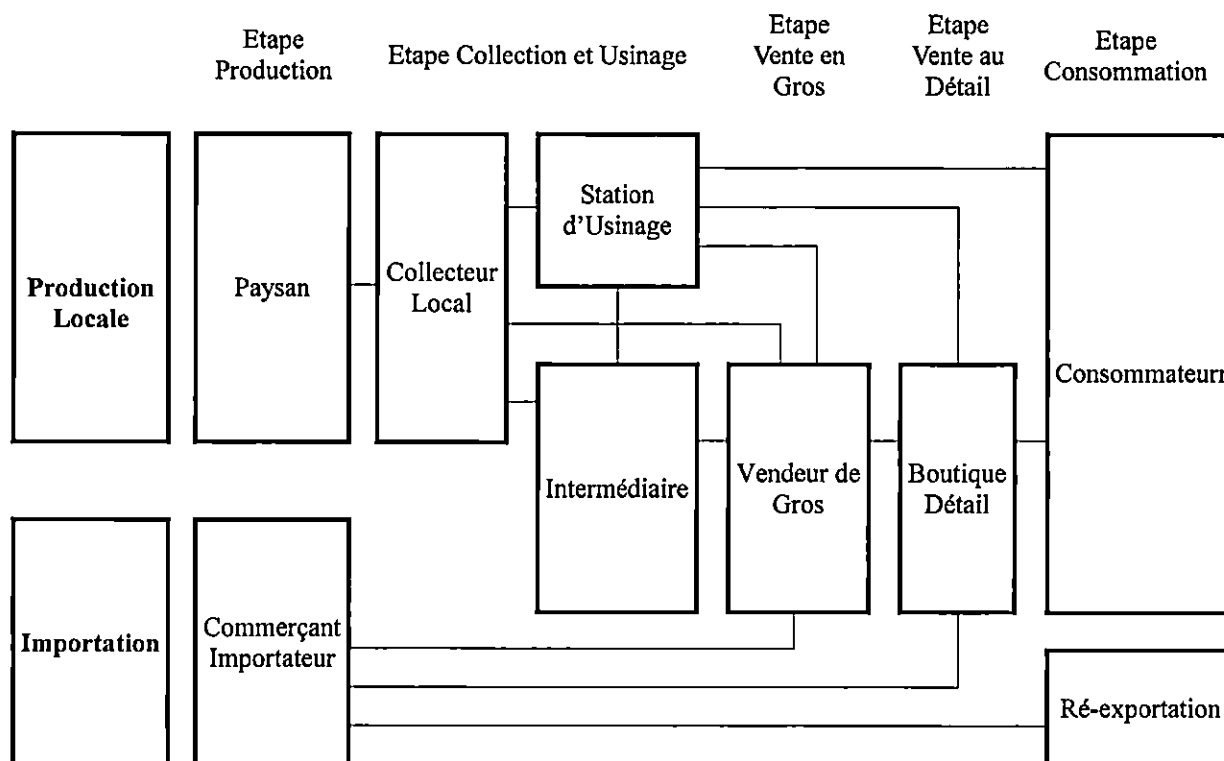 Etape
Production
Etape Collection et Usinage
Etape
Vente en
Gros
Etape
Vente au
Détail
Etape
Consommation
Production
Locale
Paysan
Collecteur
Local
Station
d'Usinage
Intermédiaire
Vendeur de
Gros
Boutique
Détail
Consommateurr
Importation
Commerçant
Importateur
Ré-exportation